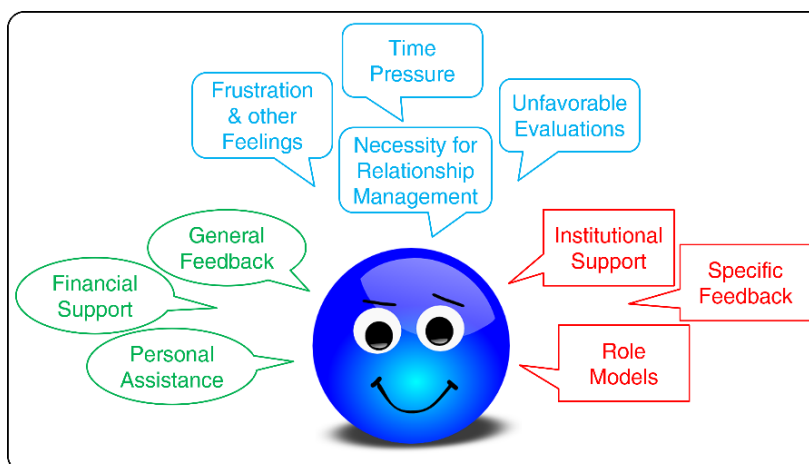 Time
Pressure
Frustration
& other
Feelings
Unfavorable
Evaluations
Necessity for
Relationship
Management
General
Feedback
Financial
Support
Personal
Assistance
Institutional
Support
Specific
Feedback
Role
Models